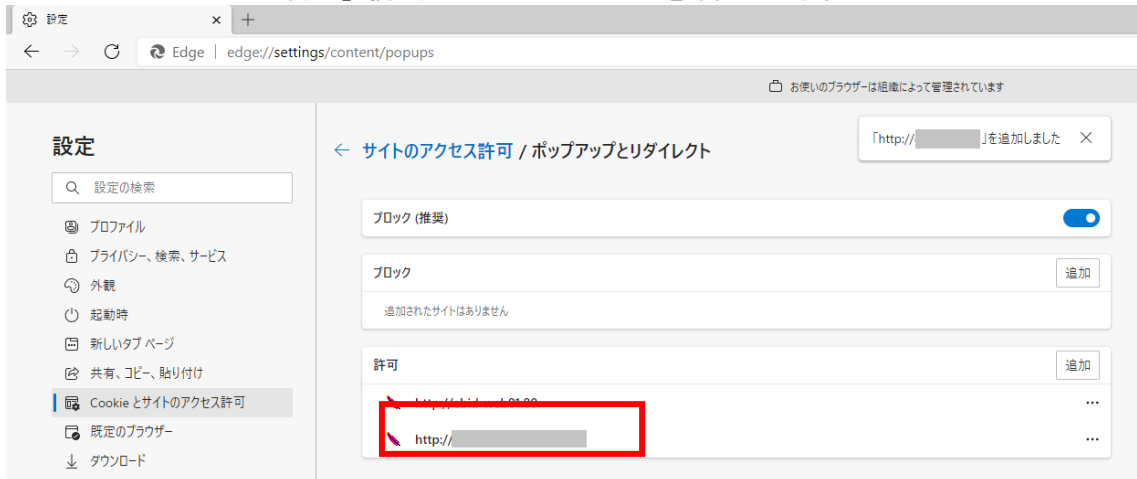 設定
Edge | edge://settings/content/popups
お使いのブラウザーは組織によって管理されています
設定
設定の検索
プロファイル
プライバシー、検索、サービス
外観
起動時
新しいタブ ページ
共有、コピー、貼り付け
Cookie とサイトのアクセス許可
既定のブラウザー
ダウンロード
サイトのアクセス許可 / ポップアップとリダイレクト
「http:// 」を追加しました
ブロック (推奨)
ブロック
追加
追加されたサイトはありません
許可
追加
http://